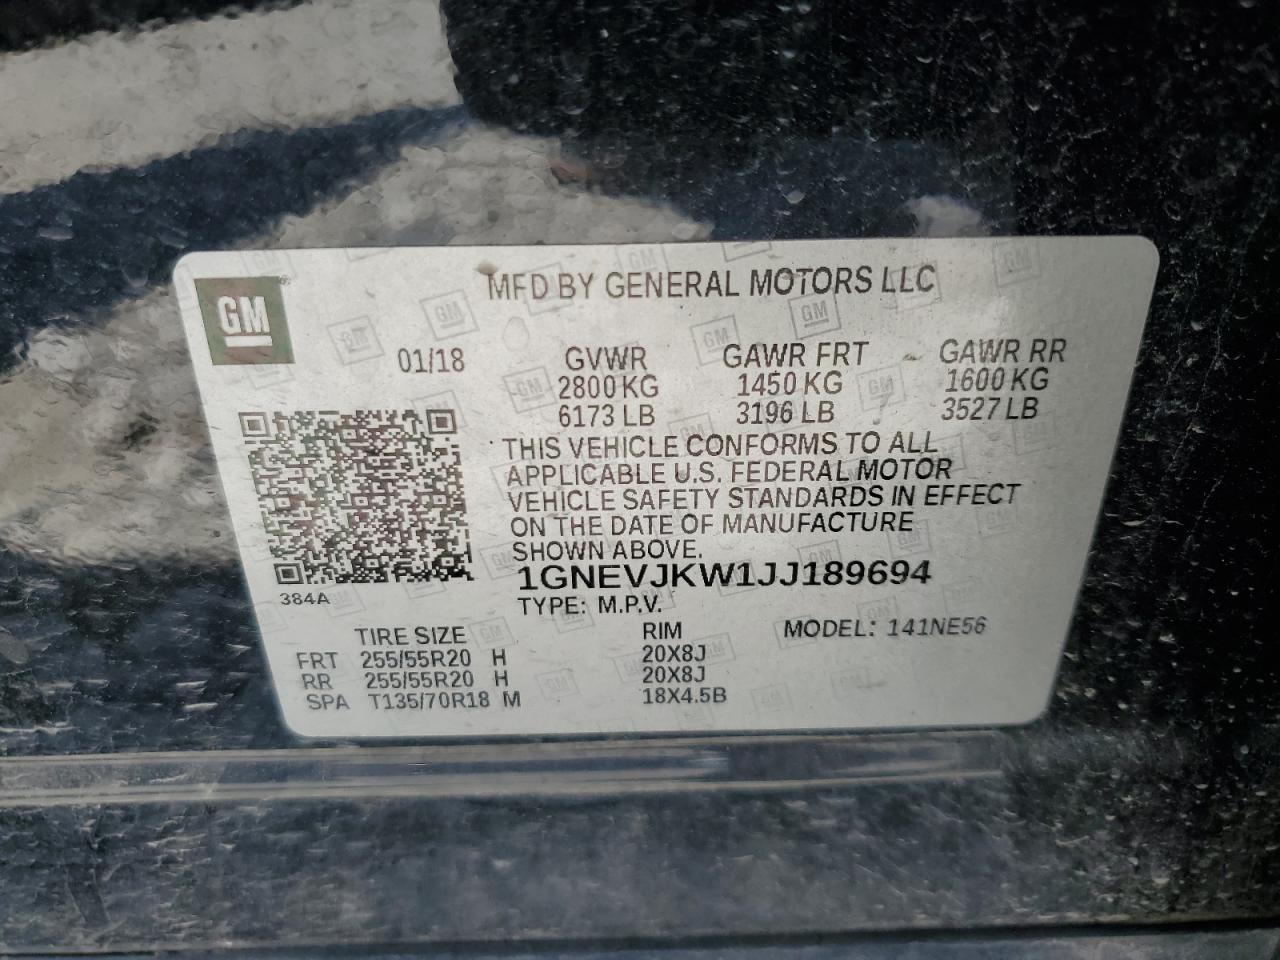 MFD BY GENERAL MOTORS LLC
GM
01/18 GVWR GAWR FRT GAWR RR
2800 KG 1450 KG 1600 KG
6173 LB 3196 LB 3527 LB
THIS VEHICLE CONFORMS TO ALL
APPLICABLE U.S. FEDERAL MOTOR
VEHICLE SAFETY STANDARDS IN EFFECT
ON THE DATE OF MANUFACTURE
SHOWN ABOVE.
1GNEVJKW1JJ189694
384A
TYPE: M.P.V.
TIRE SIZE RIM MODEL: 141NE56
FRT 255/55R20 H 20X8J
RR 255/55R20 H 20X8J
SPA T135/70R18 M 18X4.5B